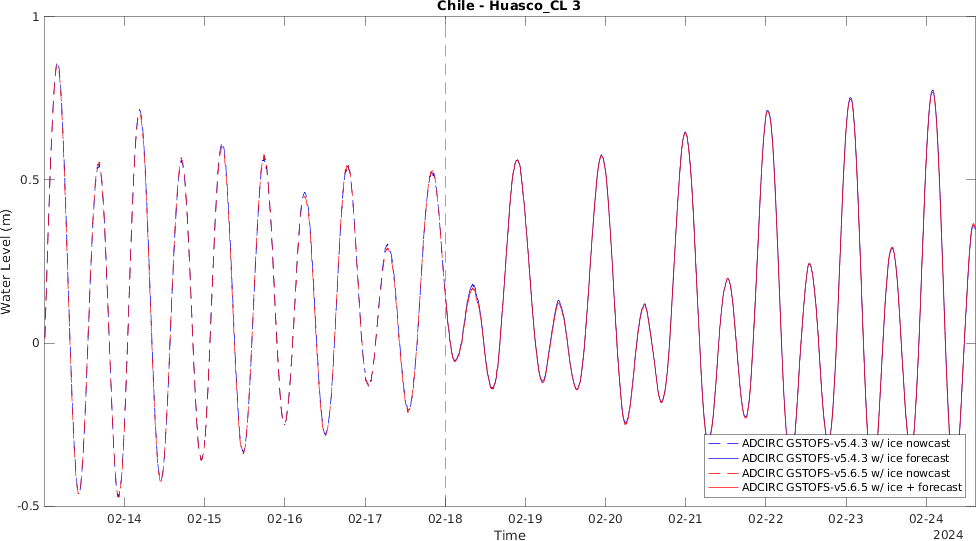 Chile - Huasco_CL 3
1
0.5
0
-0.5
Water Level (m)
02-14
02-15
02-16
02-17
02-18
02-19
02-20
02-21
02-22
02-23
02-24
Time
2024
ADCIRC GSTOFS-v5.4.3 w/ ice nowcast
ADCIRC GSTOFS-v5.4.3 w/ ice forecast
ADCIRC GSTOFS-v5.6.5 w/ ice nowcast
ADCIRC GSTOFS-v5.6.5 w/ ice + forecast